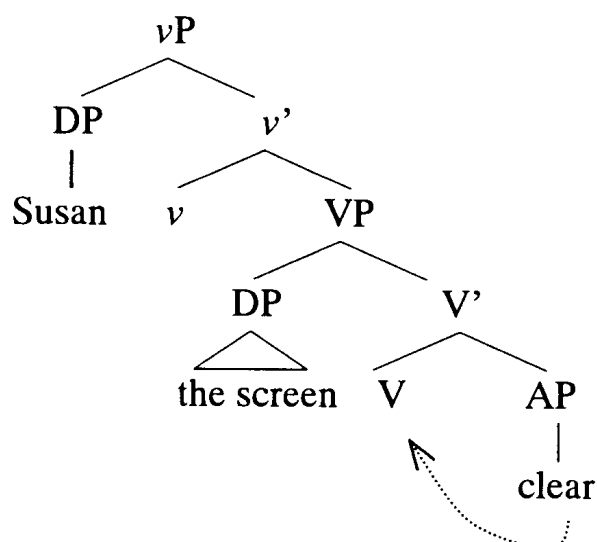 vP
DP v’
Susan v VP
DP V’
the screen V AP
clear